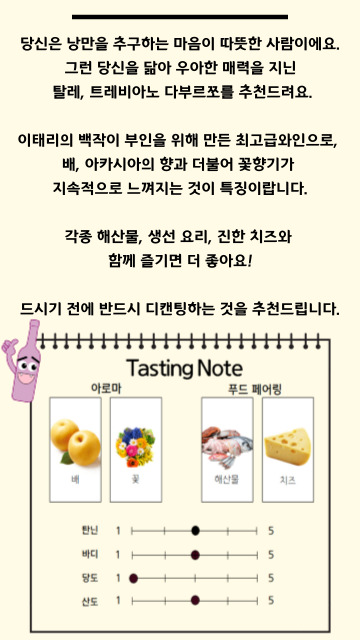 당신은 낭만을 추구하는 마음이 따뜻한 사람이에요.
그런 당신을 닮아 우아한 매력을 지닌
탈레, 트레비아노 다부르쪼를 추천드려요.
이태리의 백작이 부인을 위해 만든 최고급와인으로,
배, 아카시아의 향과 더불어 꽃향기가
지속적으로 느껴지는 것이 특징이랍니다.
각종 해산물, 생선 요리, 진한 치즈와
함께 즐기면 더 좋아요!
드시기 전에 반드시 디캔팅하는 것을 추천드립니다.
Tasting Note
아로마 푸드 페어링
배 꽃 해산물 치즈
탄닌 1 5
바디 1 5
당도 1 5
산도 1 5